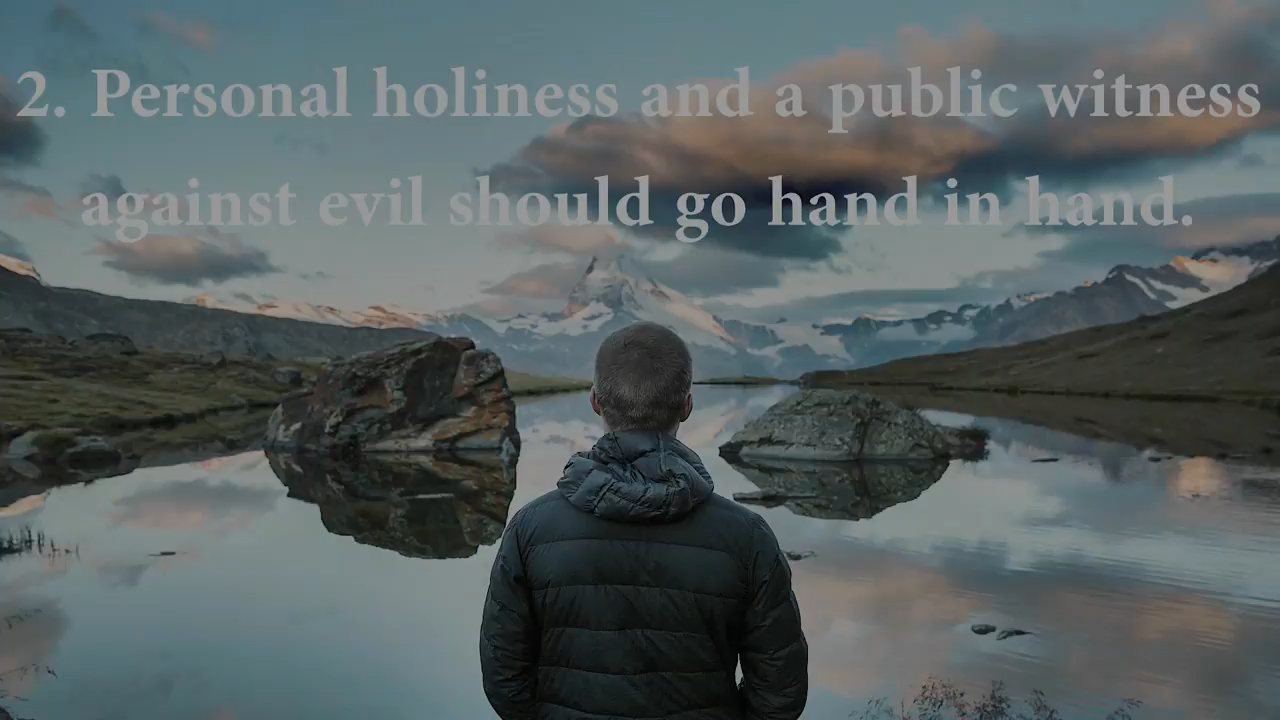 2. Personal holiness and a public witness
against evil should go hand in hand.